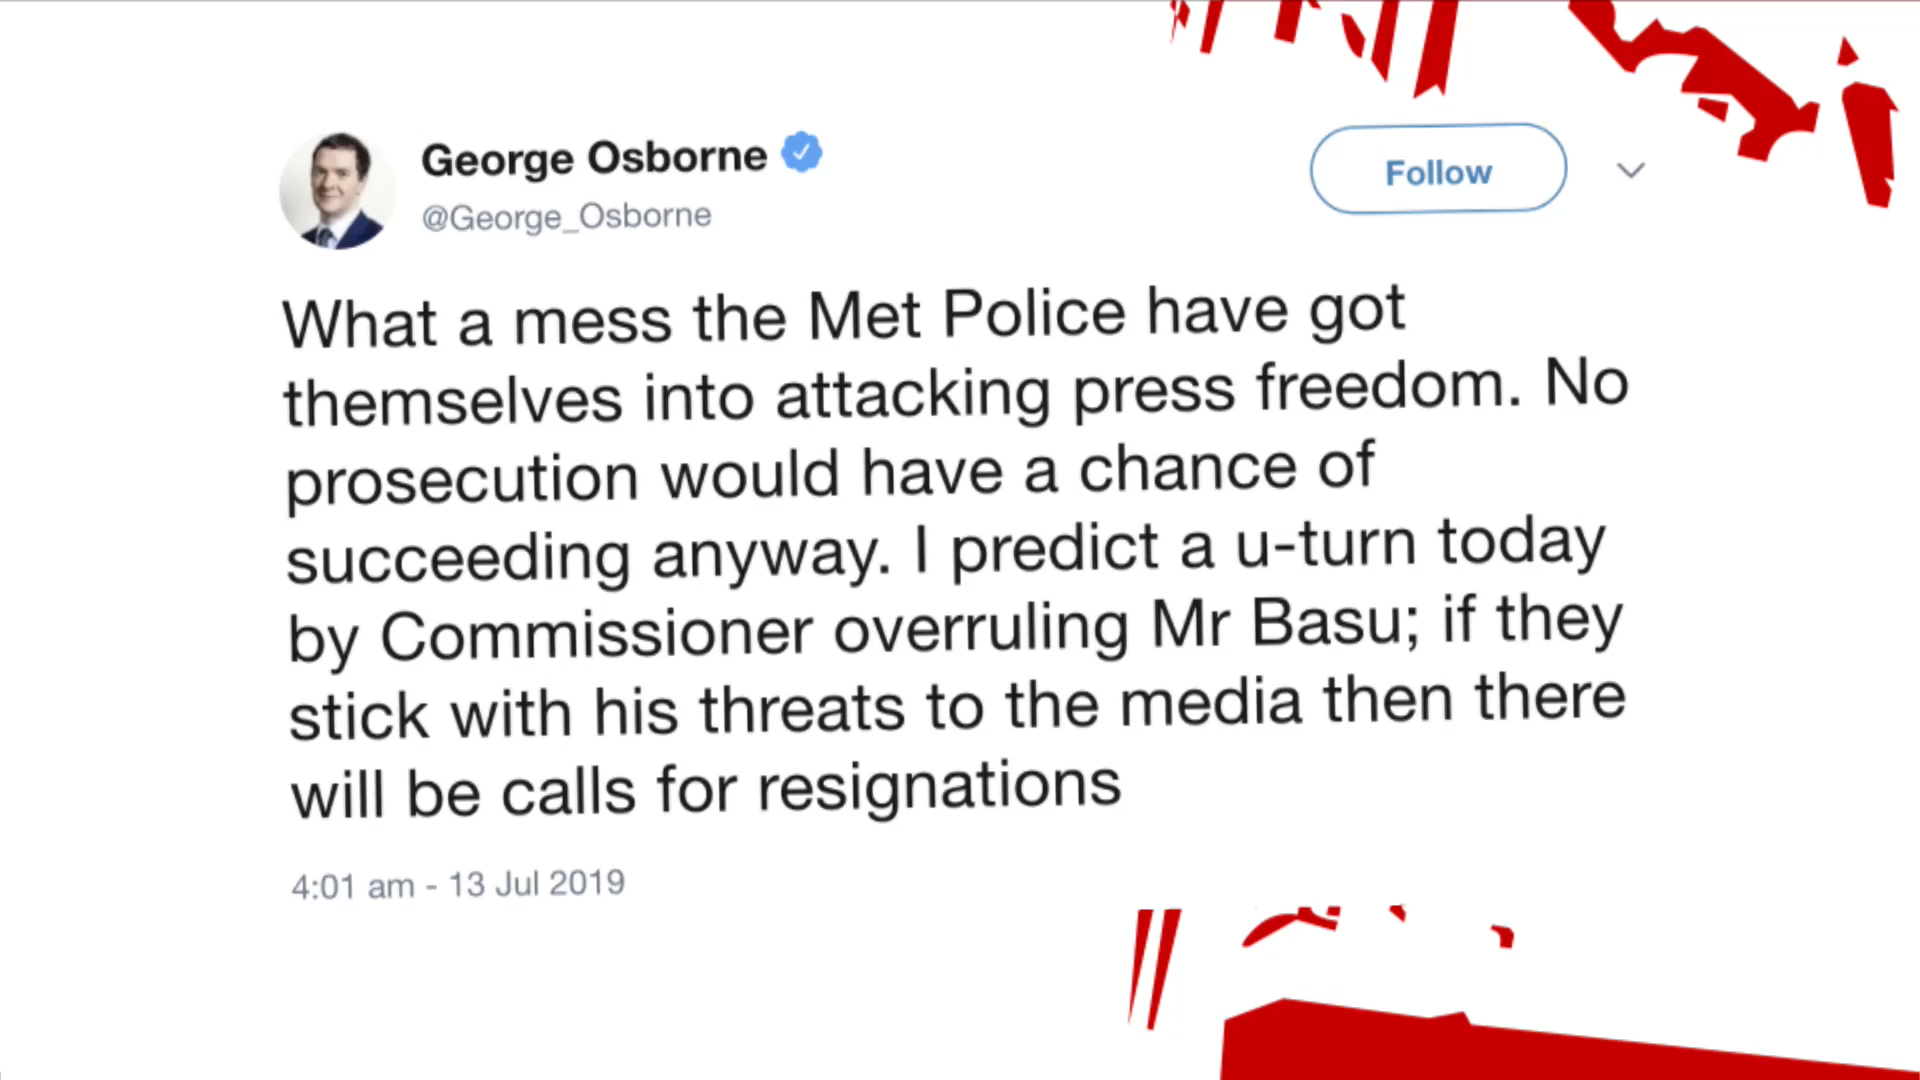 George Osborne
@George_Osborne
Follow
What a mess the Met Police have got
themselves into attacking press freedom. No
prosecution would have a chance of
succeeding anyway. I predict a u-turn today
by Commissioner overruling Mr Basu; if they
stick with his threats to the media then there
will be calls for resignations
4:01 am - 13 Jul 2019